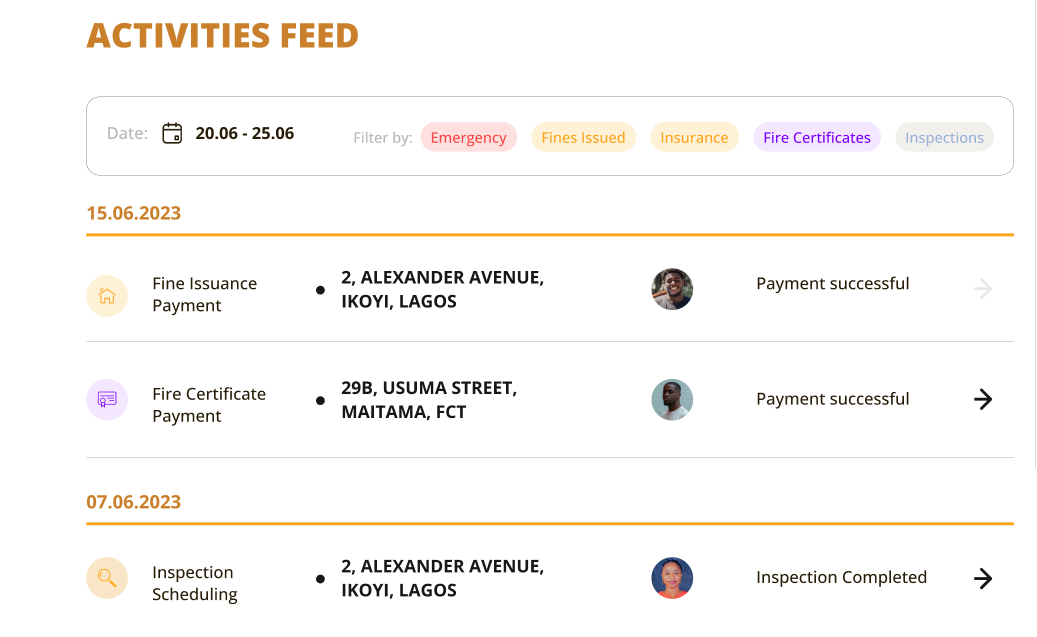 ACTIVITIES FEED
Date: 20.06 - 25.06 Filter by: Emergency Fines Issued Insurance Fire Certificates Inspections
15.06.2023
Fine Issuance
Payment
2, ALEXANDER AVENUE,
IKOYI, LAGOS
Payment successful
Fire Certificate
Payment
29B, USUMA STREET,
MAITAMA, FCT
Payment successful
07.06.2023
Inspection
Scheduling
2, ALEXANDER AVENUE,
IKOYI, LAGOS
Inspection Completed